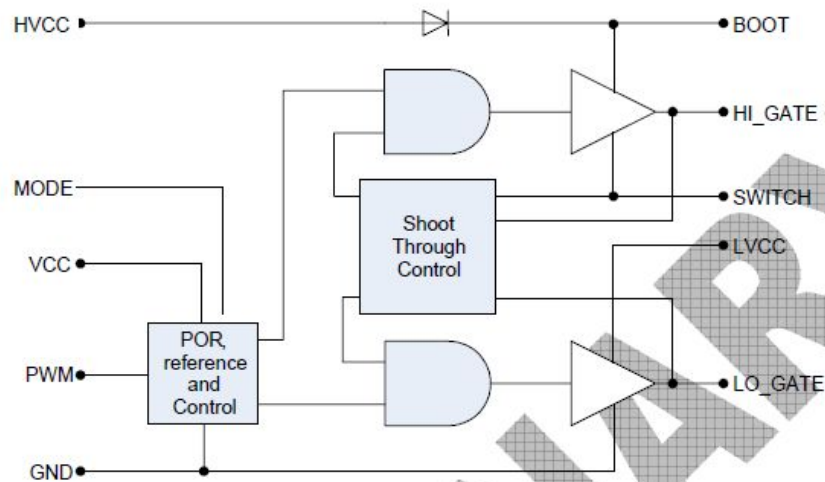 HVCC
BOOT
HI_GATE
MODE
SWITCH
Shoot
Through
Control
LVCC
VCC
POR,
reference
and
Control
PWM
LO_GATE
GND